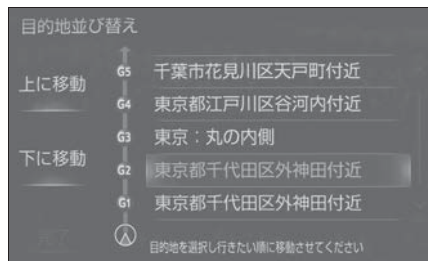 目的地並び替え
上に移動
下に移動
G5 千葉市花見川区天戸町付近
G4 東京都江戸川区谷河内付近
G3 東京：丸の内側
G2 東京都千代田区外神田付近
G1 東京都千代田区外神田付近
完了
目的地を選択し行きたい順に移動させてください